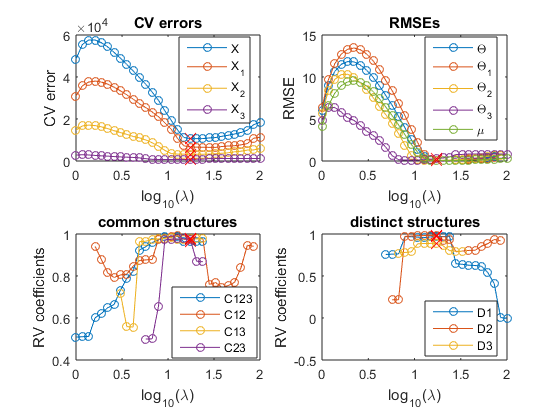 CV errors
×10⁴
6
4
2
0
CV error
0 0.5 1 1.5 2
log₁₀(λ)
X
X₁
X₂
X₃
RMSEs
15
10
5
0
RMSE
0 0.5 1 1.5 2
log₁₀(λ)
Θ
Θ₁
Θ₂
Θ₃
μ
common structures
1
0.8
0.6
0.4
RV coefficients
0 0.5 1 1.5 2
log₁₀(λ)
C123
C12
C13
C23
distinct structures
1
0.5
0
-0.5
RV coefficients
0 0.5 1 1.5 2
log₁₀(λ)
D1
D2
D3